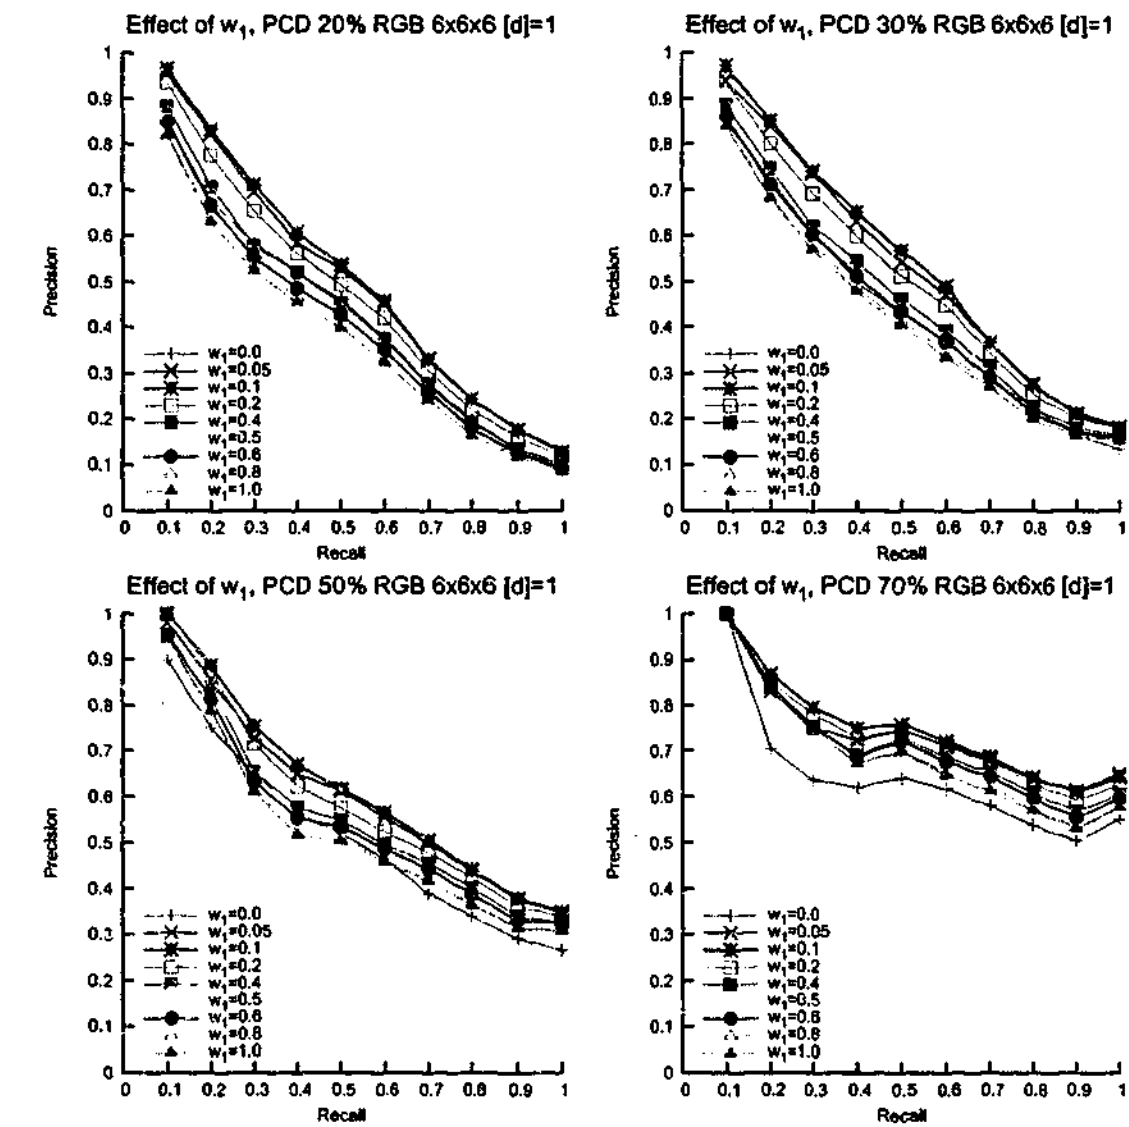 Effect of w1, PCD 20% RGB 6x6x6 [d]=1
1
0.9
0.8
0.7
0.6
0.5
0.4
0.3
0.2
0.1
0
Precision
w1=0.0
w1=0.05
w1=0.1
w1=0.2
w1=0.4
w1=0.5
w1=0.6
w1=0.8
w1=1.0
0 0.1 0.2 0.3 0.4 0.5 0.6 0.7 0.8 0.9 1
Recall
Effect of w1, PCD 30% RGB 6x6x6 [d]=1
1
0.9
0.8
0.7
0.6
0.5
0.4
0.3
0.2
0.1
0
Precision
w1=0.0
w1=0.05
w1=0.1
w1=0.2
w1=0.4
w1=0.5
w1=0.6
w1=0.8
w1=1.0
0 0.1 0.2 0.3 0.4 0.5 0.6 0.7 0.8 0.9 1
Recall
Effect of w1, PCD 50% RGB 6x6x6 [d]=1
1
0.9
0.8
0.7
0.6
0.5
0.4
0.3
0.2
0.1
0
Precision
w1=0.0
w1=0.05
w1=0.1
w1=0.2
w1=0.4
w1=0.5
w1=0.6
w1=0.8
w1=1.0
0 0.1 0.2 0.3 0.4 0.5 0.6 0.7 0.8 0.9 1
Recall
Effect of w1, PCD 70% RGB 6x6x6 [d]=1
1
0.9
0.8
0.7
0.6
0.5
0.4
0.3
0.2
0.1
0
Precision
w1=0.0
w1=0.05
w1=0.1
w1=0.2
w1=0.4
w1=0.5
w1=0.6
w1=0.8
w1=1.0
0 0.1 0.2 0.3 0.4 0.5 0.6 0.7 0.8 0.9 1
Recall